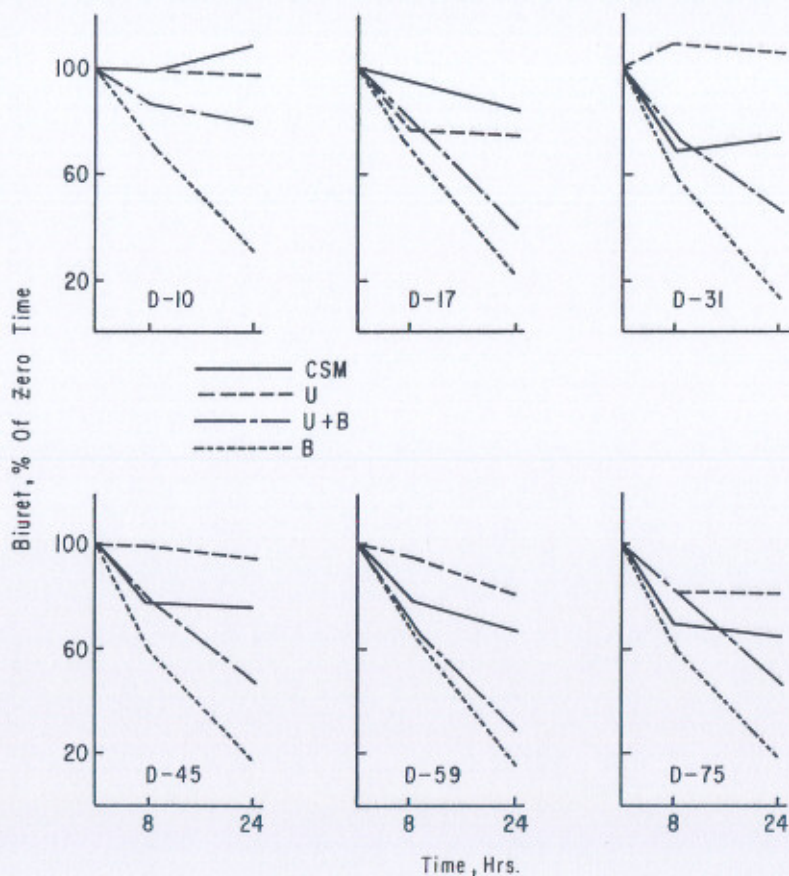 100
60
20
D-10
D-17
D-31
Biuret, % Of Zero Time
CSM
U
U+B
B
100
60
20
D-45
D-59
D-75
8 24
8 24
8 24
Time, Hrs.